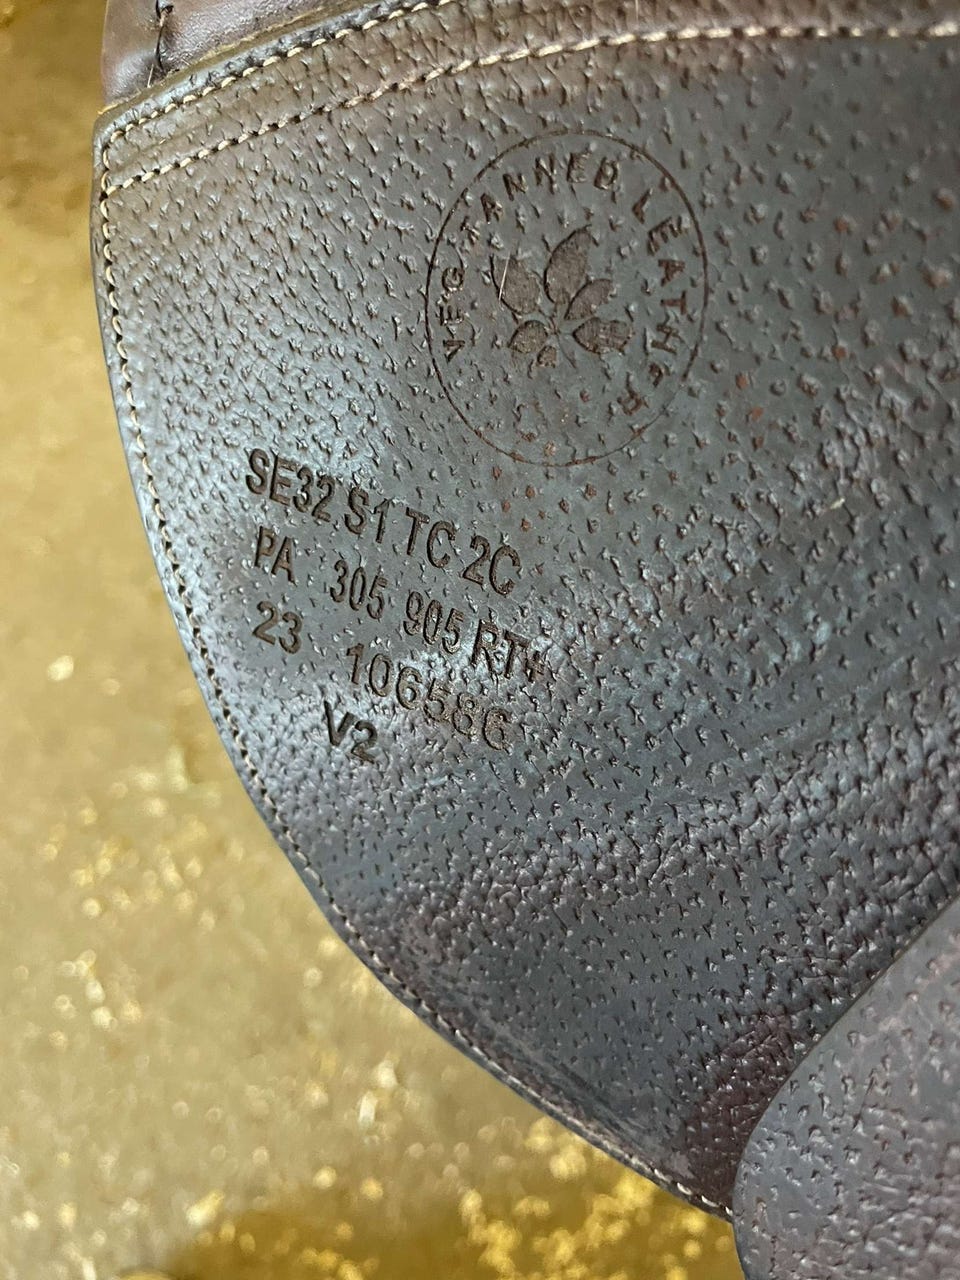 VEG TANNED LEATHER
SE32 S1 TC 2C
PA 305 905 RT+
23 106586
V2